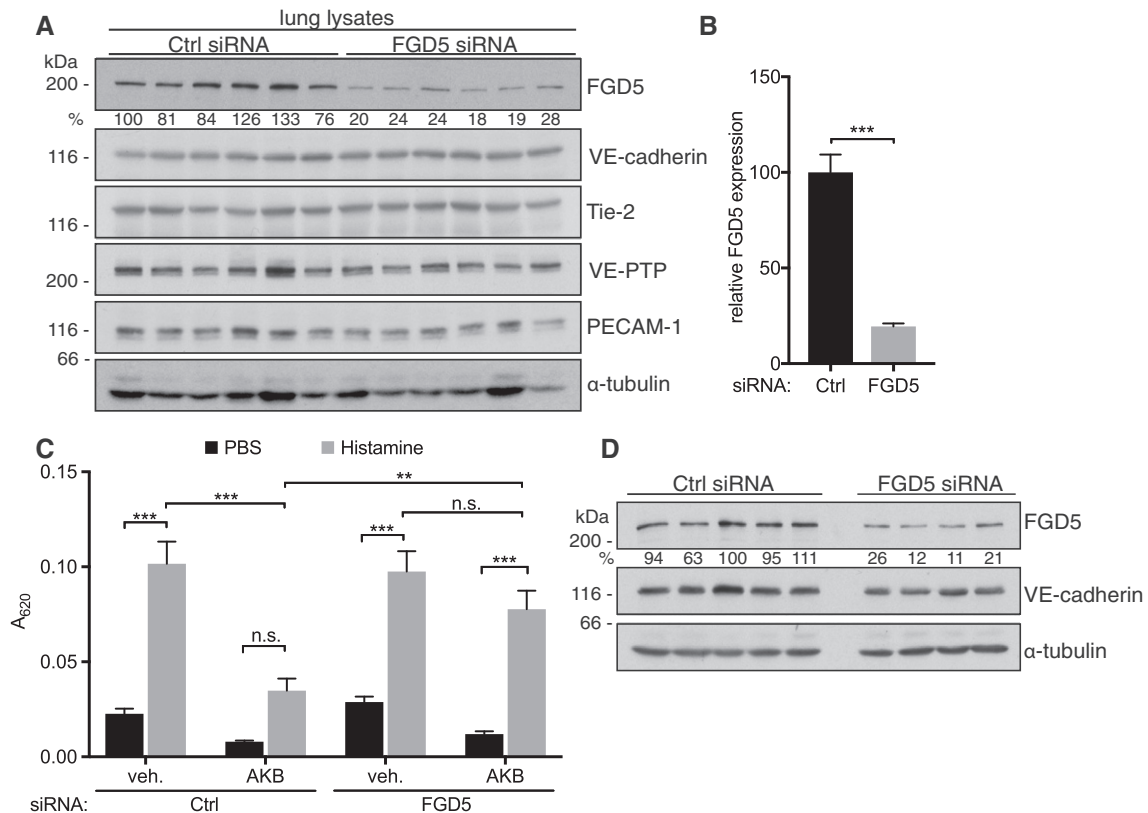 A
lung lysates
Ctrl siRNA FGD5 siRNA
kDa
200 - FGD5
% 100 81 84 126 133 76 20 24 24 18 19 28
116 - VE-cadherin
Tie-2
116 -
VE-PTP
200 -
116 - PECAM-1
66 -
α-tubulin
B
150
***
100
50
0
relative FGD5 expression
siRNA: Ctrl FGD5
C
PBS Histamine
0.15
**
***
n.s.
***
***
***
n.s.
0.10
0.05
0.00
A620
veh. AKB veh. AKB
siRNA: Ctrl FGD5
D
Ctrl siRNA FGD5 siRNA
kDa
FGD5
200 -
% 94 63 100 95 111 26 12 11 21
116 - VE-cadherin
66 -
α-tubulin